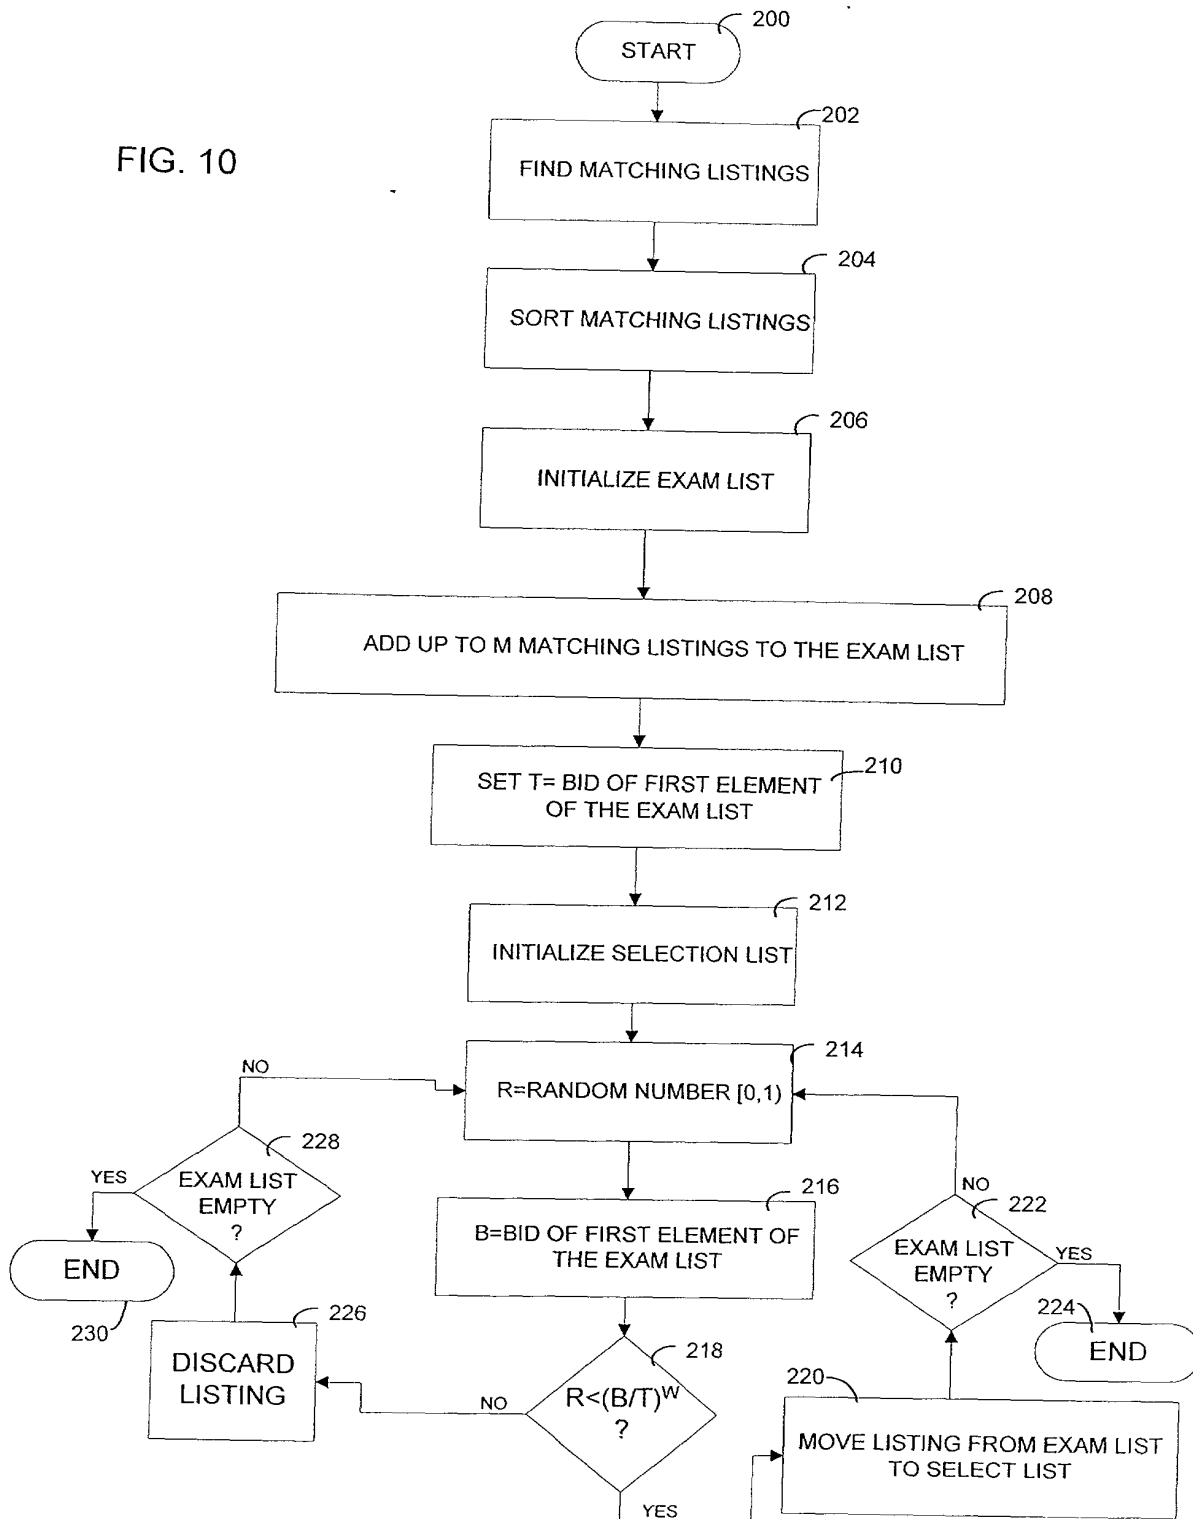 200
START
FIG. 10
202
FIND MATCHING LISTINGS
204
SORT MATCHING LISTINGS
206
INITIALIZE EXAM LIST
208
ADD UP TO M MATCHING LISTINGS TO THE EXAM LIST
210
SET T= BID OF FIRST ELEMENT
OF THE EXAM LIST
212
INITIALIZE SELECTION LIST
214
R=RANDOM NUMBER [0,1)
NO
228
EXAM LIST
EMPTY
?
YES
END
230
216
B=BID OF FIRST ELEMENT OF
THE EXAM LIST
NO
222
EXAM LIST
EMPTY
?
YES
224
END
226
DISCARD
LISTING
NO
218
R<(B/T)^W
?
YES
220
MOVE LISTING FROM EXAM LIST
TO SELECT LIST